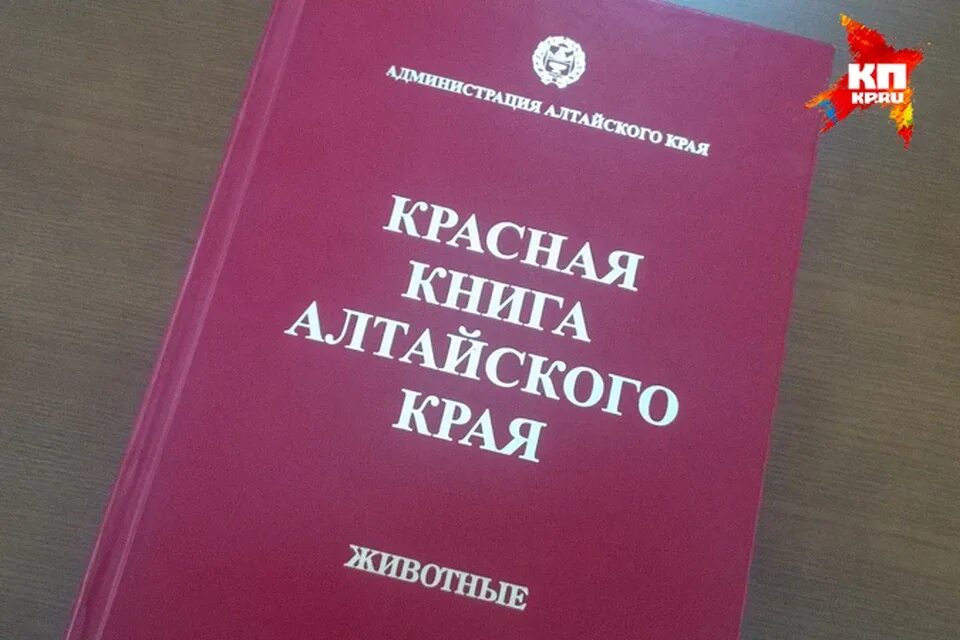 АДМИНИСТРАЦИЯ АЛТАЙСКОГО КРАЯ
КРАСНАЯ
КНИГА
АЛТАЙСКОГО
КРАЯ
ЖИВОТНЫЕ
КП
KP.RU